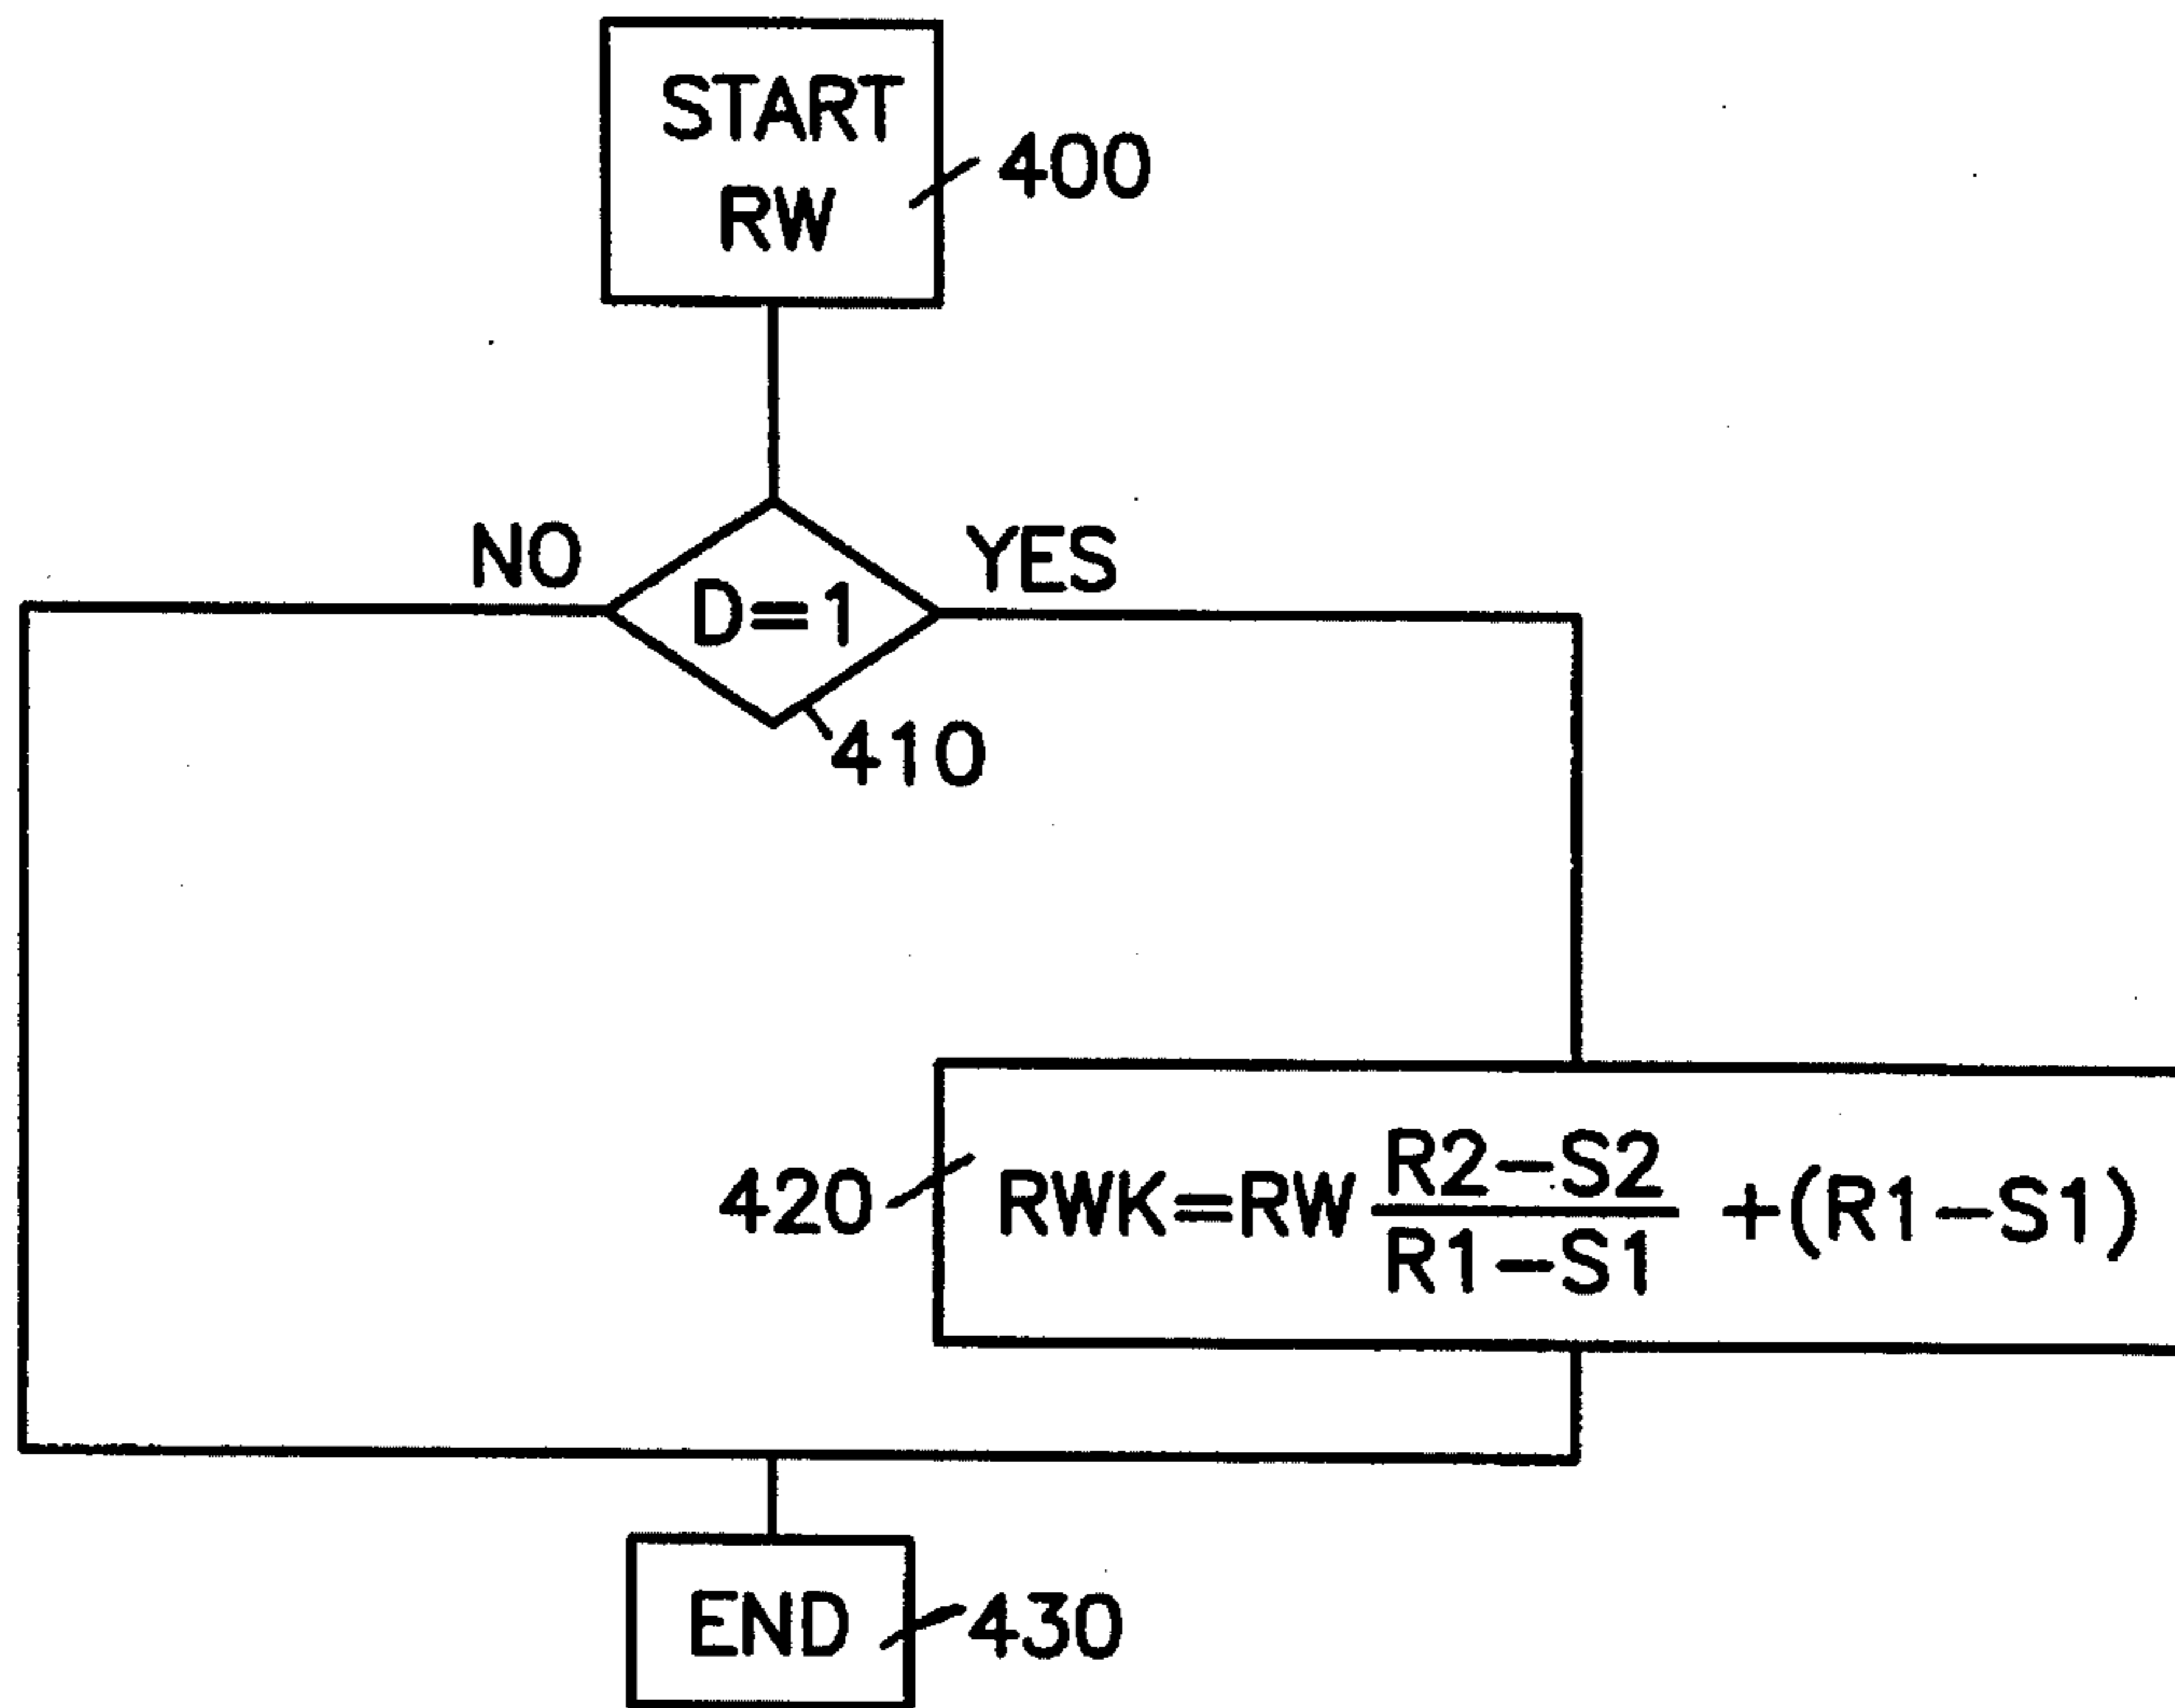 START
RW
400
NO
YES
D=1
410
420
RWK=RW R2-S2/R1-S1 +(R1-S1)
END
430